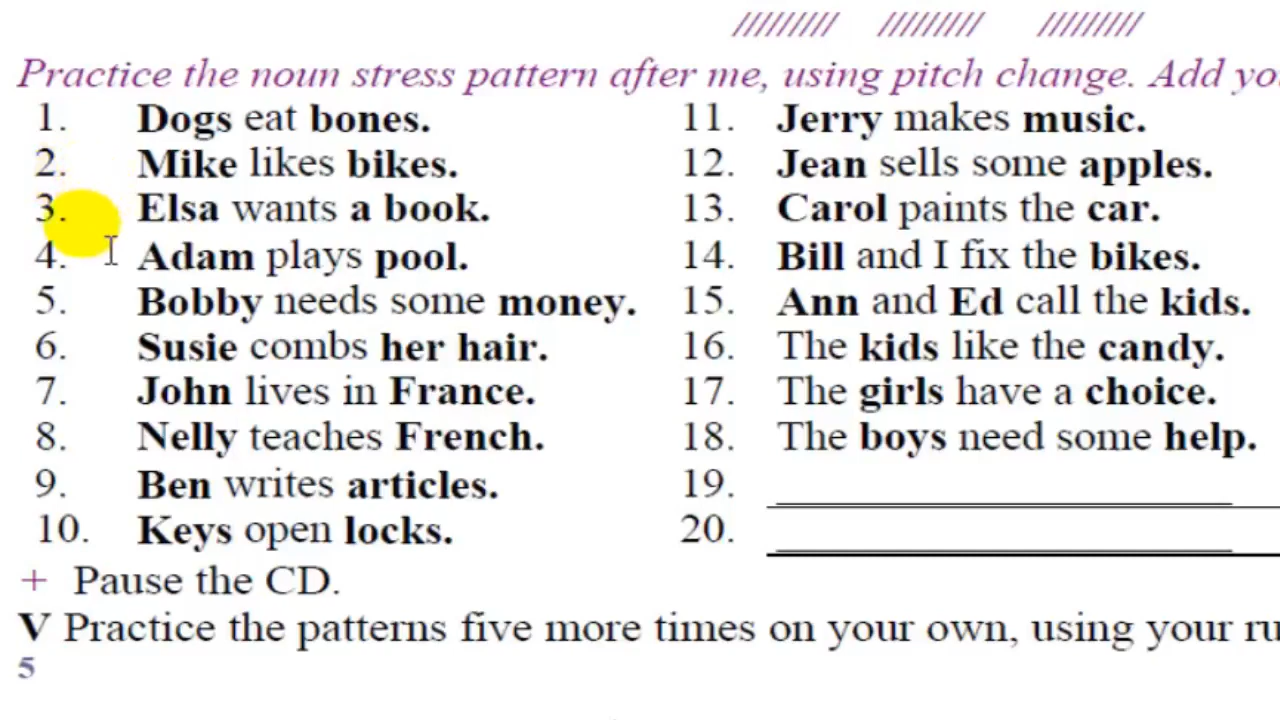 Practice the noun stress pattern after me, using pitch change. Add
1. Dogs eat bones.
2. Mike likes bikes.
3. Elsa wants a book.
4. Adam plays pool.
5. Bobby needs some money.
6. Susie combs her hair.
7. John lives in France.
8. Nelly teaches French.
9. Ben writes articles.
10. Keys open locks.
11. Jerry makes music.
12. Jean sells some apples.
13. Carol paints the car.
14. Bill and I fix the bikes.
15. Ann and Ed call the kids.
16. The kids like the candy.
17. The girls have a choice.
18. The boys need some help.
19.
20.
+ Pause the CD.
V Practice the patterns five more times on your own, using your
5